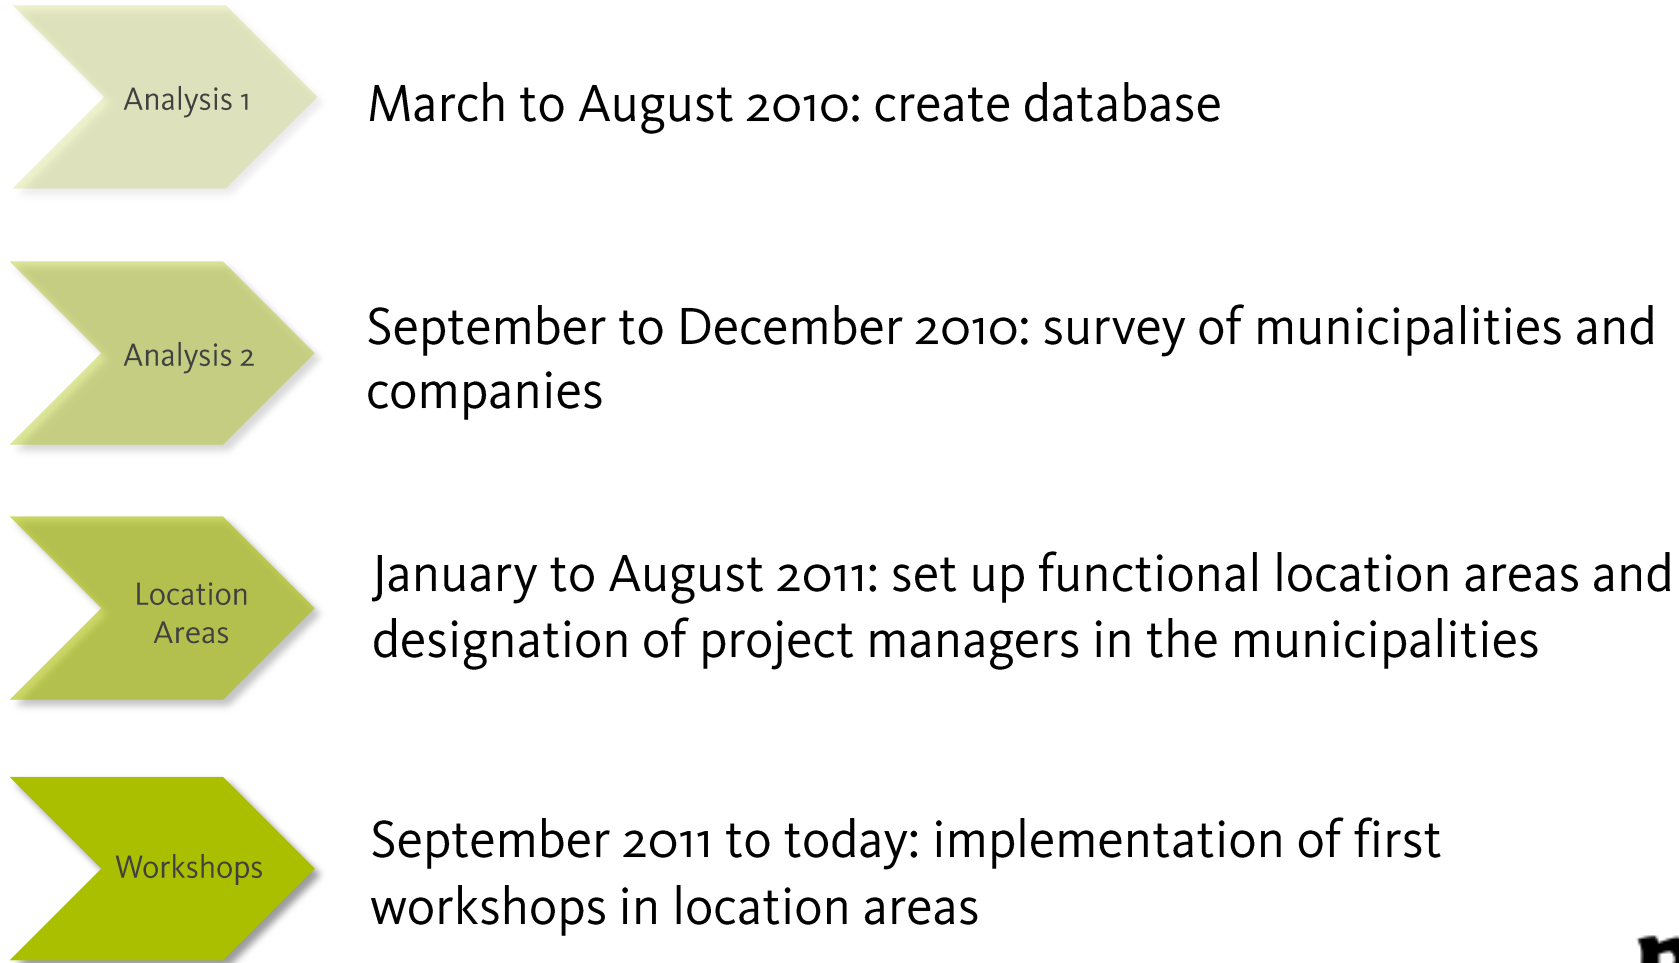 Analysis 1
March to August 2010: create database
Analysis 2
September to December 2010: survey of municipalities and
companies
Location
Areas
January to August 2011: set up functional location areas and
designation of project managers in the municipalities
Workshops
September 2011 to today: implementation of first
workshops in location areas